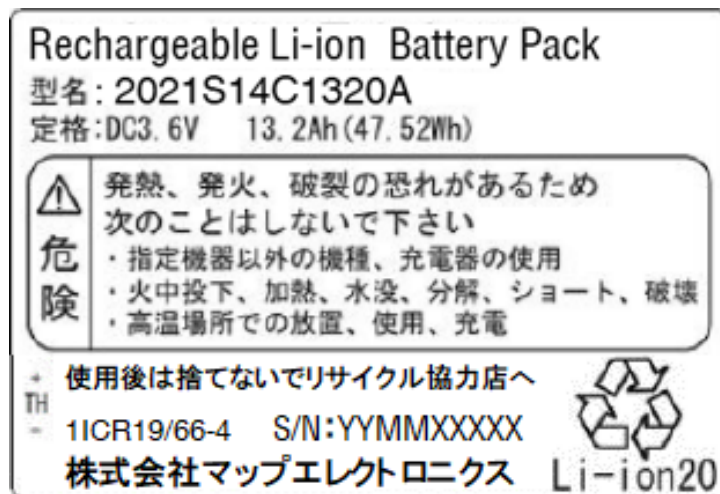 Rechargeable Li-ion Battery Pack
型名: 2021S14C1320A
定格:DC3.6V 13.2Ah(47.52Wh)
⚠危険
発熱、発火、破裂の恐れがあるため
次のことはしないで下さい
・指定機器以外の機種、充電器の使用
・火中投下、加熱、水没、分解、ショート、破壊
・高温場所での放置、使用、充電
+
TH
-
使用後は捨てないでリサイクル協力店へ
1ICR19/66-4 S/N:YYMMXXXXX
株式会社マップエレクトロニクス
Li-ion20